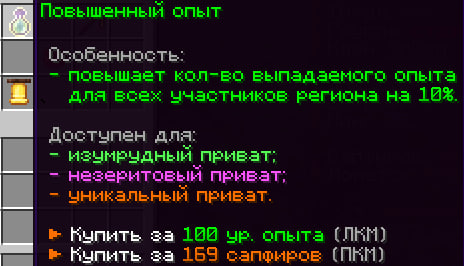 Повышенный опыт
Особенность:
- повышает кол-во выпадаемого опыта
для всех участников региона на 10%.
Доступен для:
- изумрудный приват;
- незеритовый приват;
- уникальный приват.
► Купить за 100 ур. опыта (ЛКМ)
► Купить за 169 сапфиров (ПКМ)